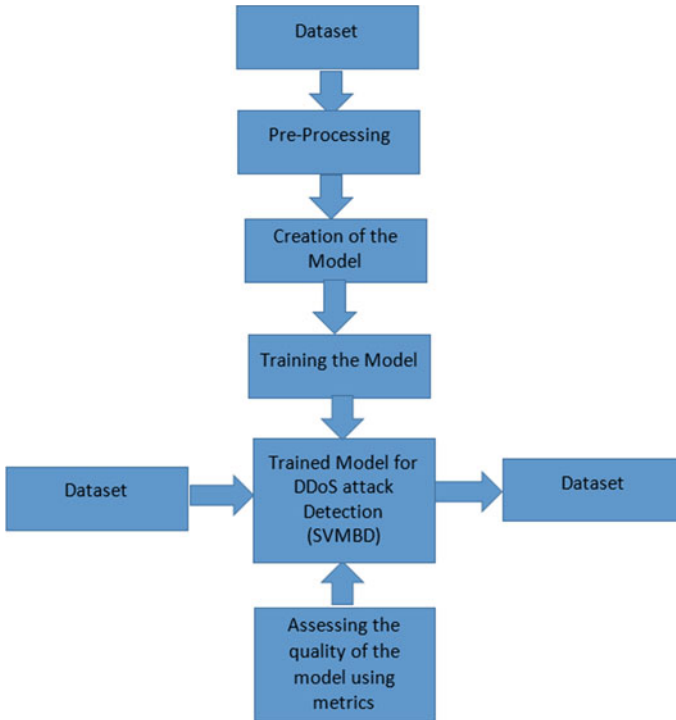 Dataset
Pre-Processing
Creation of the
Model
Training the Model
Dataset
Trained Model for
DDoS attack
Detection
(SVMBD)
Dataset
Assessing the
quality of the
model using
metrics